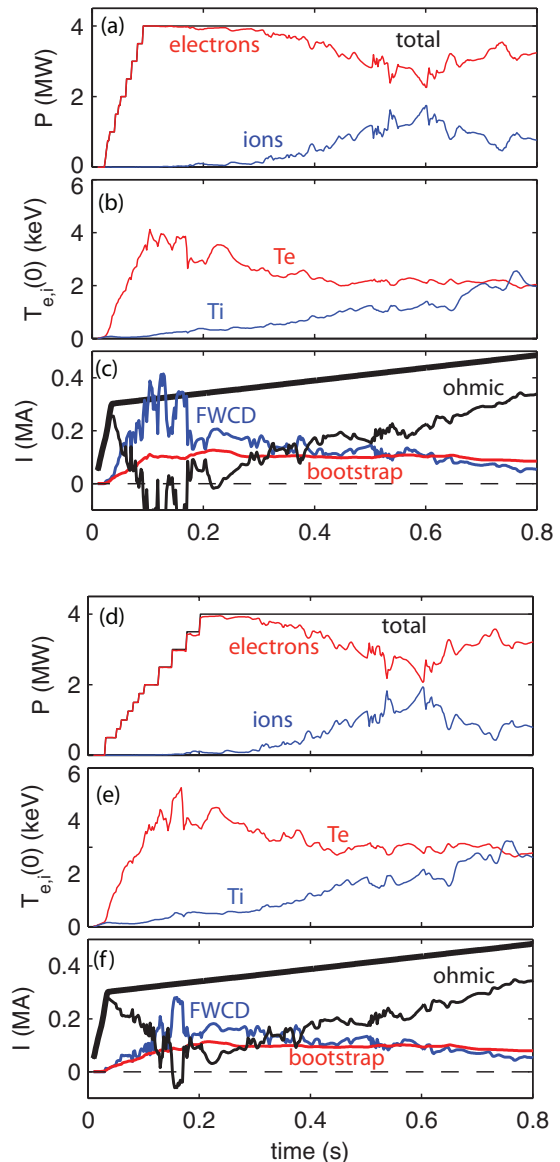 (a)
total
electrons
ions
P (MW)
4
2
0
(b)
Te
Ti
T_{e,i}(0) (keV)
6
4
2
0
(c)
ohmic
FWCD
bootstrap
I (MA)
0.4
0.2
0
0 0.2 0.4 0.6 0.8
(d)
total
electrons
ions
P (MW)
4
2
0
(e)
Te
Ti
T_{e,i}(0) (keV)
6
4
2
0
(f)
ohmic
FWCD
bootstrap
I (MA)
0.4
0.2
0
0 0.2 0.4 0.6 0.8
time (s)